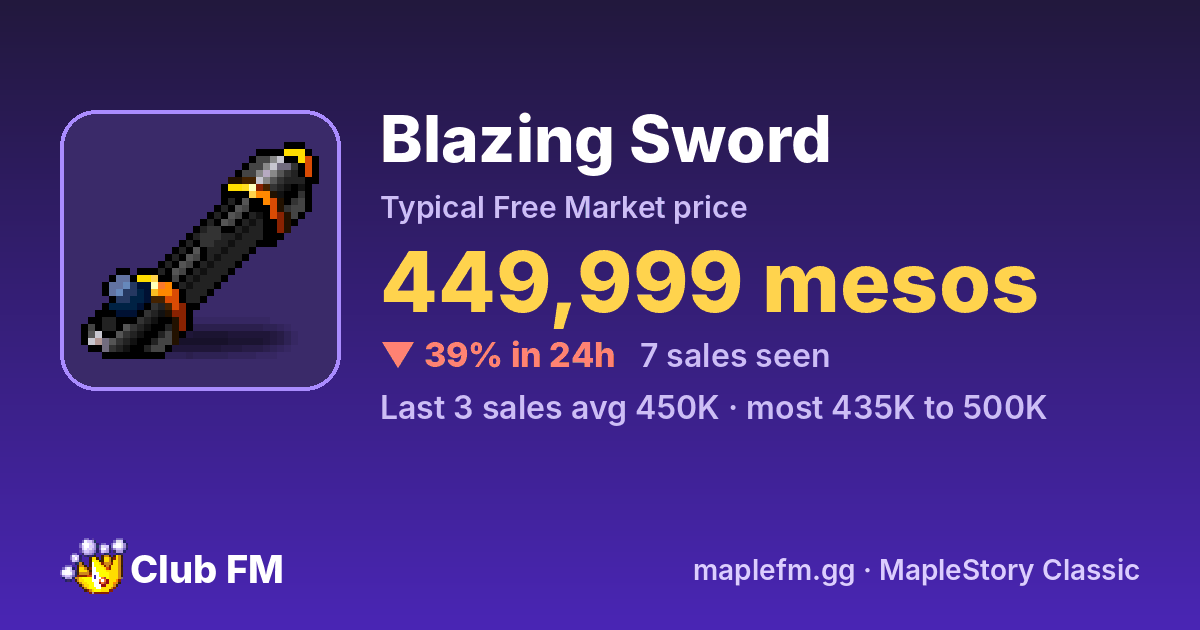 Blazing Sword
Typical Free Market price
449,999 mesos
▼ 39% in 24h 7 sales seen
Last 3 sales avg 450K · most 435K to 500K
Club FM
maplefm.gg · MapleStory Classic